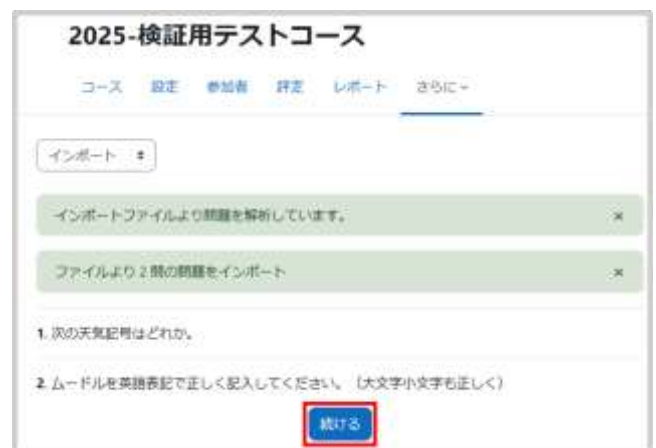 2025-検証用テストコース
コース 設定 参加者 評定 レポート さらに
インポート
インポートファイルより問題を解析しています。 ×
ファイルより 2 問の問題をインポート ×
1. 次の天気記号はどれか。
2. ムードルを英語表記で正しく記入してください。（大文字小文字も正しく）
続ける